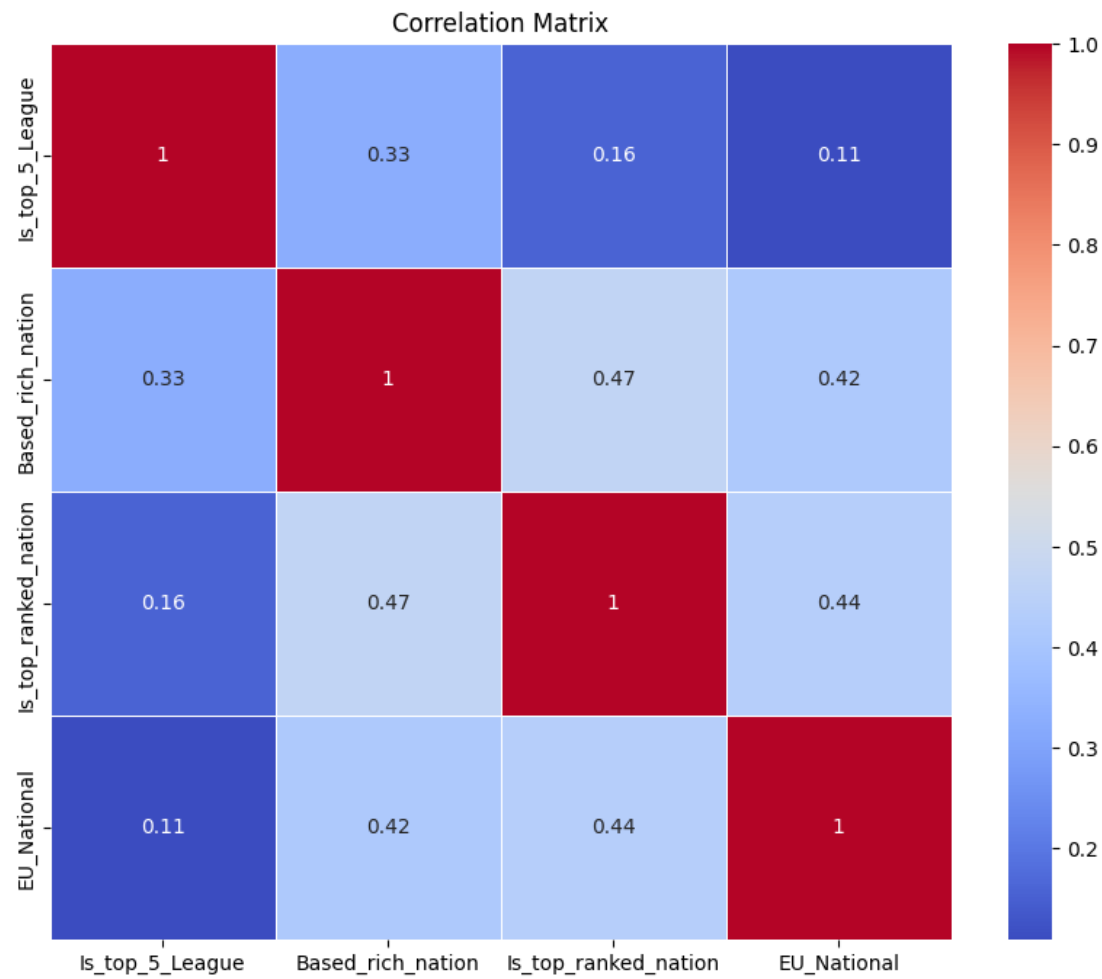 Correlation Matrix
Is_top_5_League
1
0.33
0.16
0.11
Based_rich_nation
0.33
1
0.47
0.42
Is_top_ranked_nation
0.16
0.47
1
0.44
EU_National
0.11
0.42
0.44
1
Is_top_5_League
Based_rich_nation
Is_top_ranked_nation
EU_National
1.0
0.9
0.8
0.7
0.6
0.5
0.4
0.3
0.2